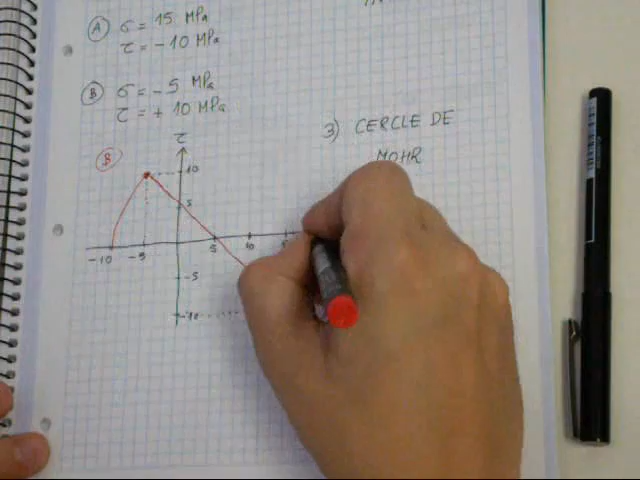 A σ = 15 MPa
τ = -10 MPa
B σ = -5 MPa
τ = + 10 MPa
3) CERCLE DE
MOHR
τ
B
10
5
-10 -5 5 10
-5
-10